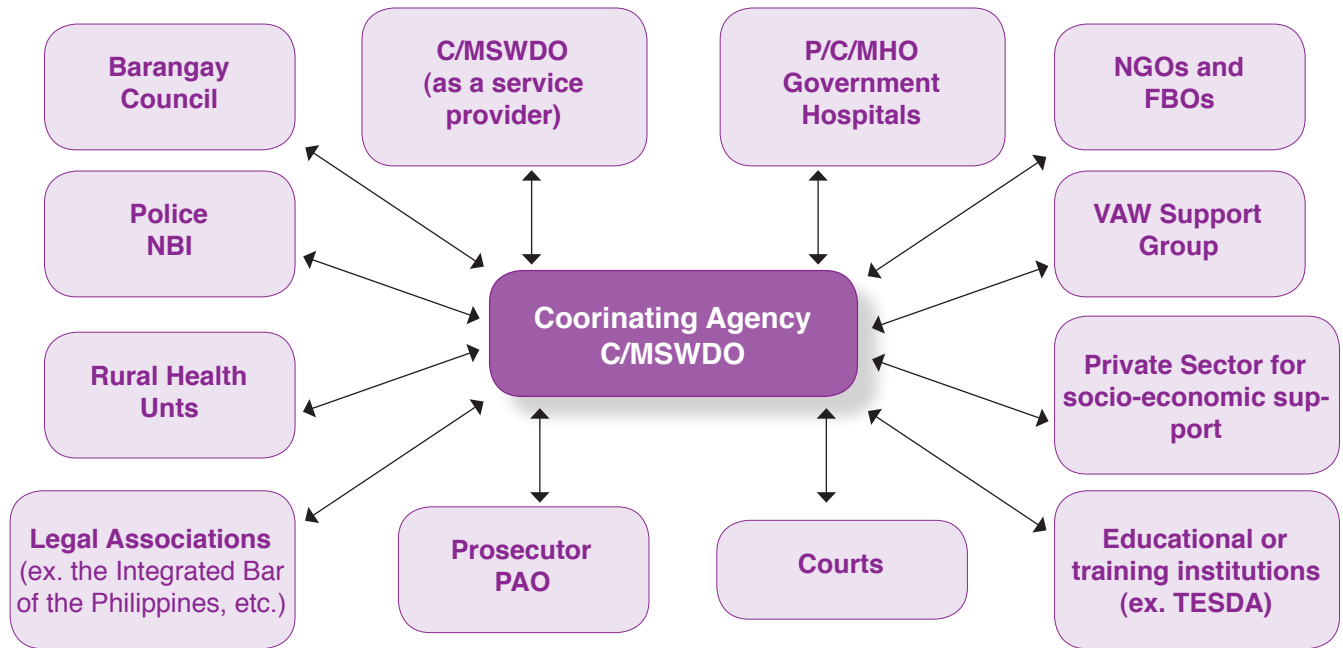 Barangay
Council
C/MSWDO
(as a service
provider)
P/C/MHO
Government
Hospitals
NGOs and
FBOs
Police
NBI
VAW Support
Group
Coorinating Agency
C/MSWDO
Rural Health
Unts
Private Sector for
socio-economic sup-
port
Legal Associations
(ex. the Integrated Bar
of the Philippines, etc.)
Prosecutor
PAO
Courts
Educational or
training institutions
(ex. TESDA)